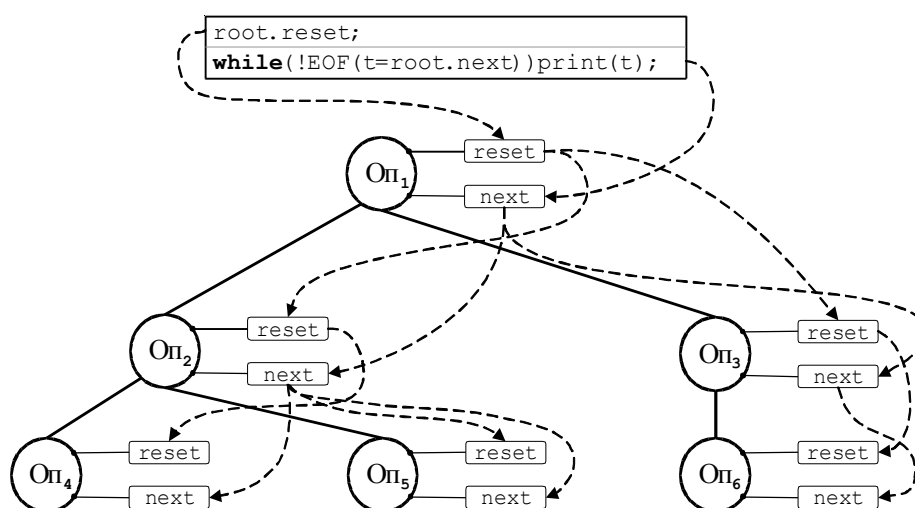 root.reset;
while(!EOF(t=root.next))print(t);
Оп1
reset
next
Оп2
reset
next
Оп3
reset
next
Оп4
reset
next
Оп5
reset
next
Оп6
reset
next